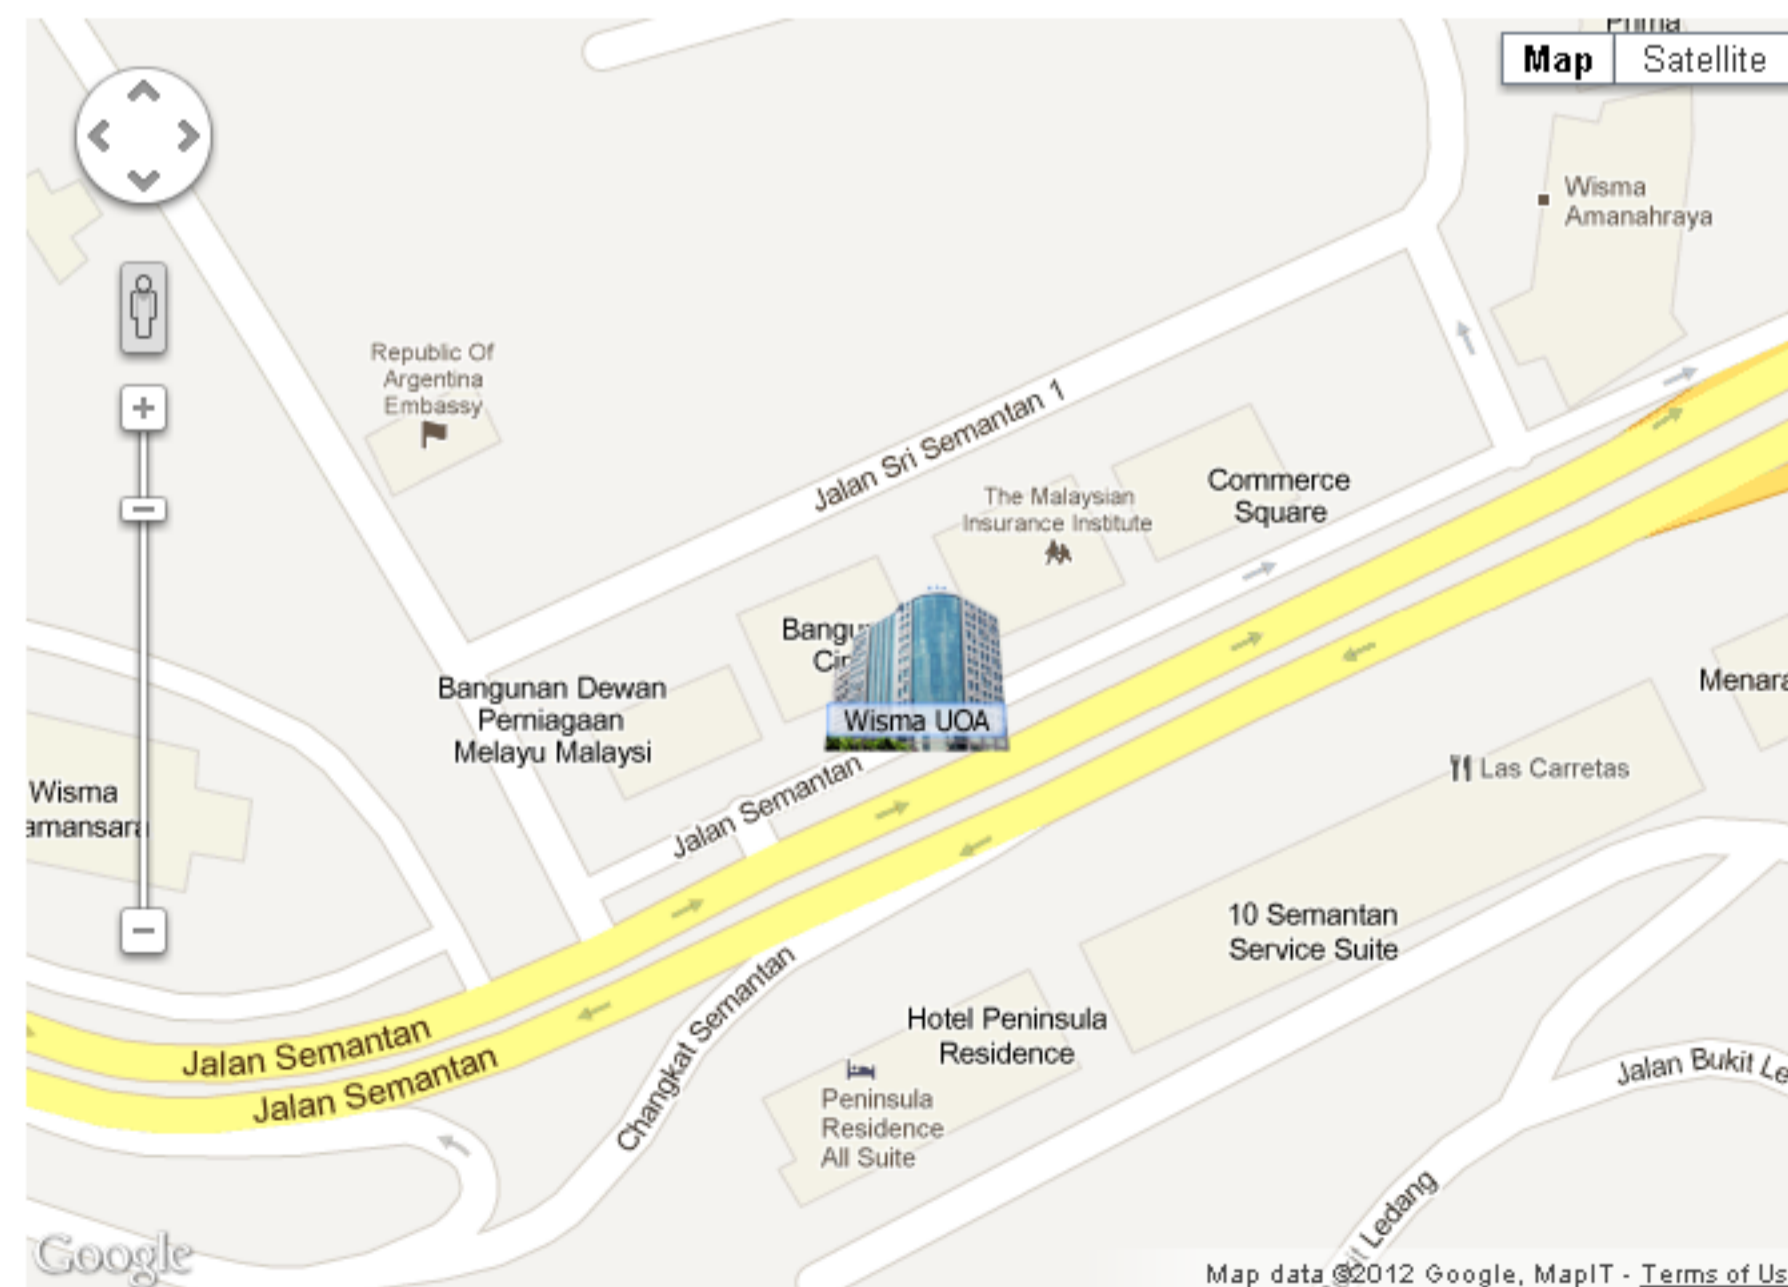 Prima
Map
Satellite
Wisma
Amanahraya
Republic Of
Argentina
Embassy
Jalan Sri Semantan 1
Commerce
Square
The Malaysian
Insurance Institute
Bangu
Ci
Bangunan Dewan
Perniagaan
Melayu Malaysi
Wisma UOA
Menara
Las Carretas
Wisma
amansara
Jalan Semantan
10 Semantan
Service Suite
Changkat Semantan
Hotel Peninsula
Residence
Jalan Semantan
Jalan Semantan
Peninsula
Residence
All Suite
Jalan Bukit Le
Ledang
Google
Map data ©2012 Google, MapIT - Terms of Us